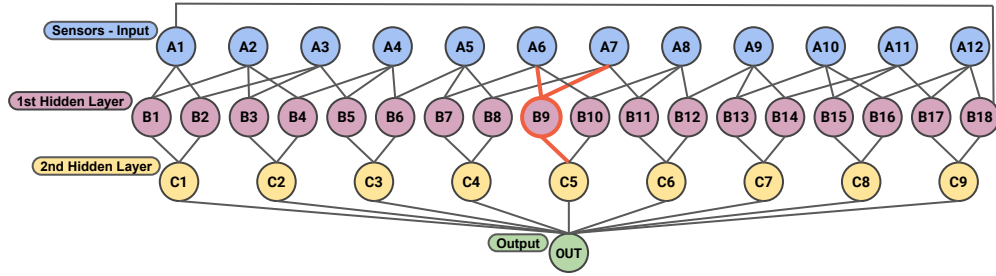 Sensors - Input
A1 A2 A3 A4 A5 A6 A7 A8 A9 A10 A11 A12
1st Hidden Layer
B1 B2 B3 B4 B5 B6 B7 B8 B9 B10 B11 B12 B13 B14 B15 B16 B17 B18
2nd Hidden Layer
C1 C2 C3 C4 C5 C6 C7 C8 C9
Output
OUT